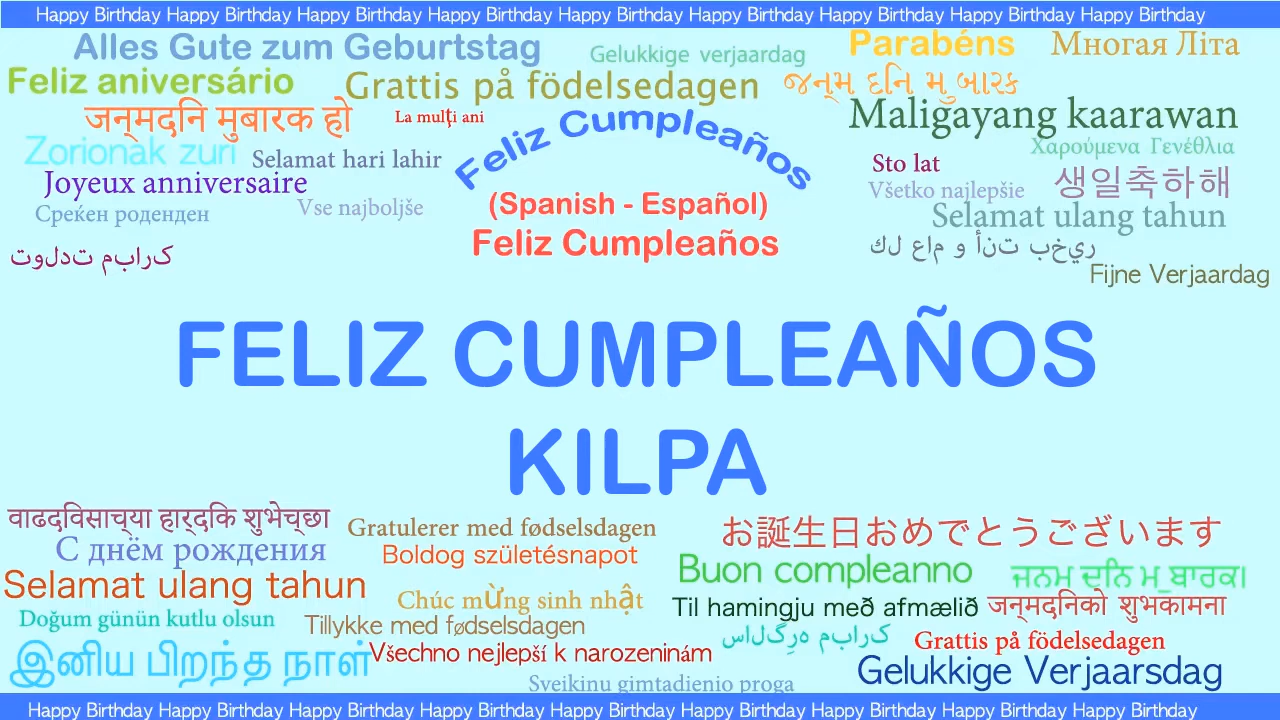 Happy Birthday Happy Birthday Happy Birthday Happy Birthday Happy Birthday Happy Birthday Happy Birthday Happy Birthday Happy Birthday
Alles Gute zum Geburtstag
Gelukkige verjaardag
Parabéns
Многая Літа
Feliz aniversário
Grattis på födelsedagen
જન્મ દિન મુબારક
जन्मदिन मुबारक हो
La mulţi ani
Feliz Cumpleaños
Maligayang kaarawan
Zorionak zuri
Selamat hari lahir
Χαρούμενα Γενέθλια
Sto lat
Joyeux anniversaire
Všetko najlepšie
생일축하해
Срећен роденден
Vse najboljše
(Spanish - Español)
Selamat ulang tahun
تولدت مبارک
Feliz Cumpleaños
كل عام و أنت بخير
Fijne Verjaardag
FELIZ CUMPLEAÑOS
KILPA
वाढदिवसाच्या हार्दिक शुभेच्छा
Gratulerer med fødselsdagen
お誕生日おめでとうございます
С днём рождения
Boldog születésnapot
Buon compleanno
ਜਨਮ ਦਿਨ ਮੁਬਾਰਕ।
Selamat ulang tahun
Chúc mừng sinh nhật
Til hamingju með afmælið
जन्मदिनको शुभकामना
Doğum günün kutlu olsun
Tillykke med fødselsdagen
سالگرہ مبارک
Grattis på födelsedagen
இனிய பிறந்த நாள்
Všechno nejlepší k narozeninám
Gelukkige Verjaarsdag
Sveikinu gimtadienio proga
Happy Birthday Happy Birthday Happy Birthday Happy Birthday Happy Birthday Happy Birthday Happy Birthday Happy Birthday Happy Birthday